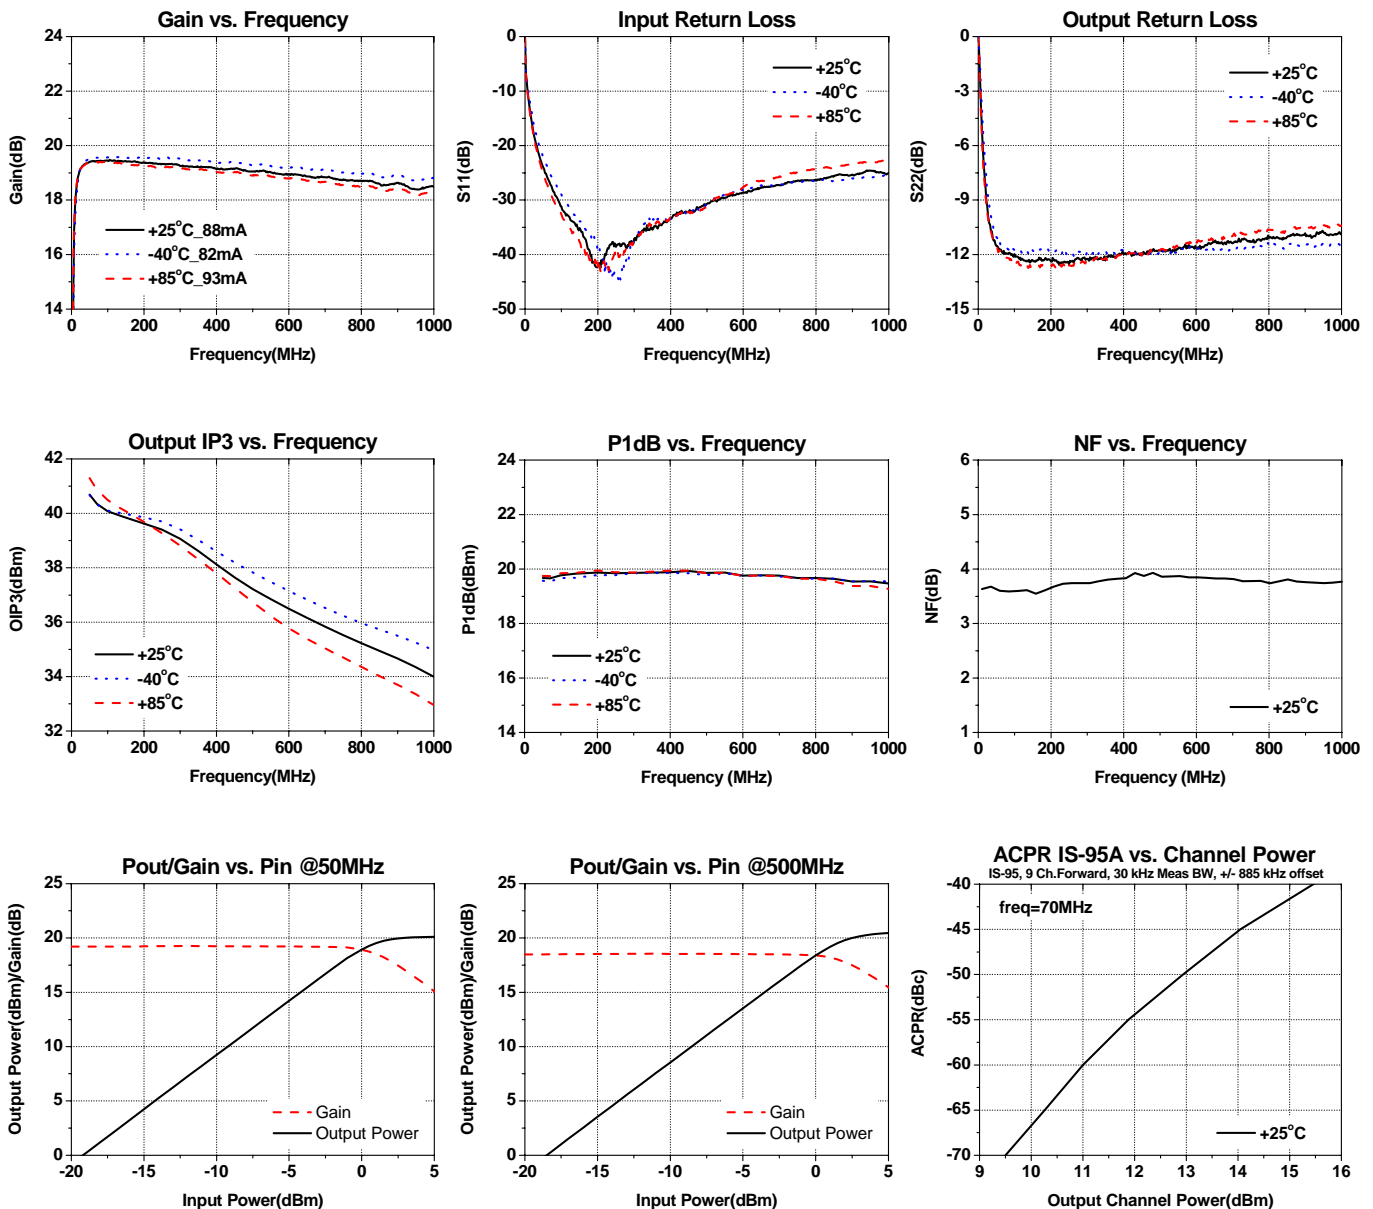 Gain vs. Frequency
24
22
20
18
16
14
0
200
400
600
800
1000
Gain(dB)
Frequency(MHz)
+25°C_88mA
-40°C_82mA
+85°C_93mA
Input Return Loss
0
-10
-20
-30
-40
-50
0
200
400
600
800
1000
S11(dB)
Frequency(MHz)
+25°C
-40°C
+85°C
Output Return Loss
0
-3
-6
-9
-12
-15
0
200
400
600
800
1000
S22(dB)
Frequency(MHz)
+25°C
-40°C
+85°C
Output IP3 vs. Frequency
42
40
38
36
34
32
0
200
400
600
800
1000
OIP3(dBm)
Frequency(MHz)
+25°C
-40°C
+85°C
P1dB vs. Frequency
24
22
20
18
16
14
0
200
400
600
800
1000
P1dB(dBm)
Frequency (MHz)
+25°C
-40°C
+85°C
NF vs. Frequency
6
5
4
3
2
1
0
200
400
600
800
1000
NF(dB)
Frequency (MHz)
+25°C
Pout/Gain vs. Pin @50MHz
25
20
15
10
5
0
-20
-15
-10
-5
0
5
Output Power(dBm)/Gain(dB)
Input Power(dBm)
Gain
Output Power
Pout/Gain vs. Pin @500MHz
25
20
15
10
5
0
-20
-15
-10
-5
0
5
Output Power(dBm)/Gain(dB)
Input Power(dBm)
Gain
Output Power
ACPR IS-95A vs. Channel Power
IS-95, 9 Ch.Forward, 30 kHz Meas BW, +/- 885 kHz offset
-40
-45
-50
-55
-60
-65
-70
9
10
11
12
13
14
15
16
ACPR(dBc)
Output Channel Power(dBm)
freq=70MHz
+25°C